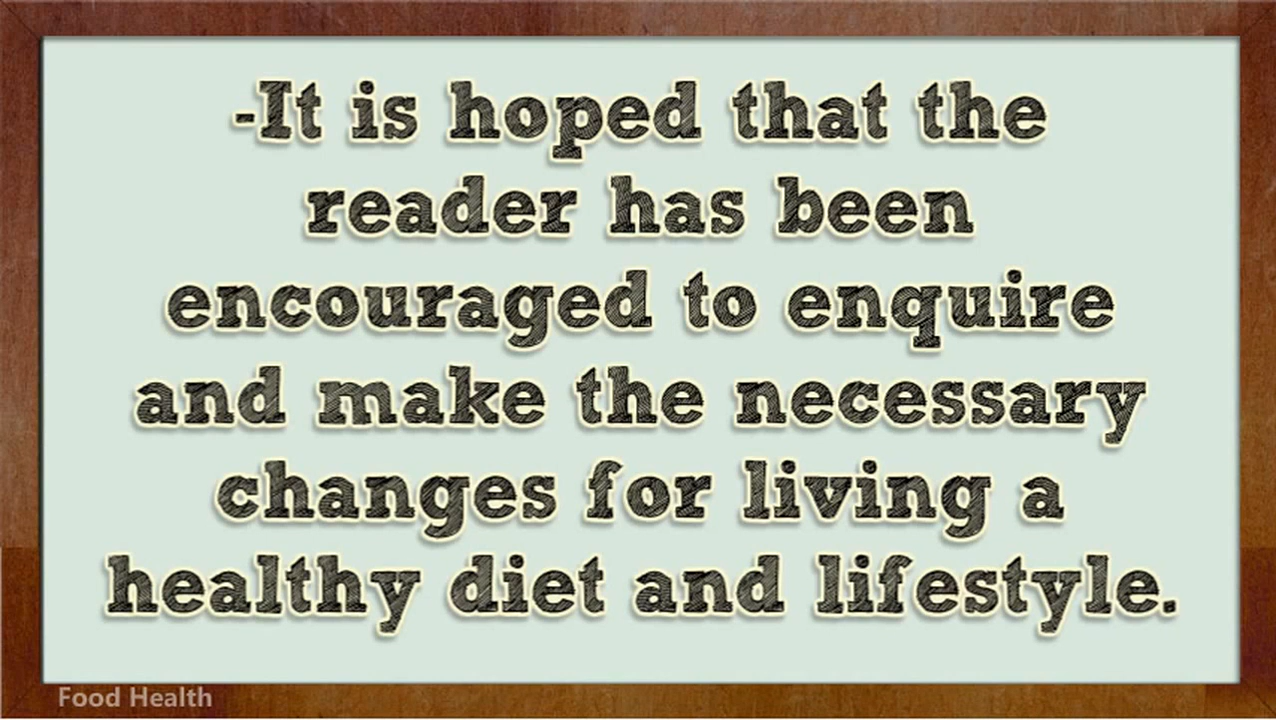 -It is hoped that the
reader has been
encouraged to enquire
and make the necessary
changes for living a
healthy diet and lifestyle.
Food Health